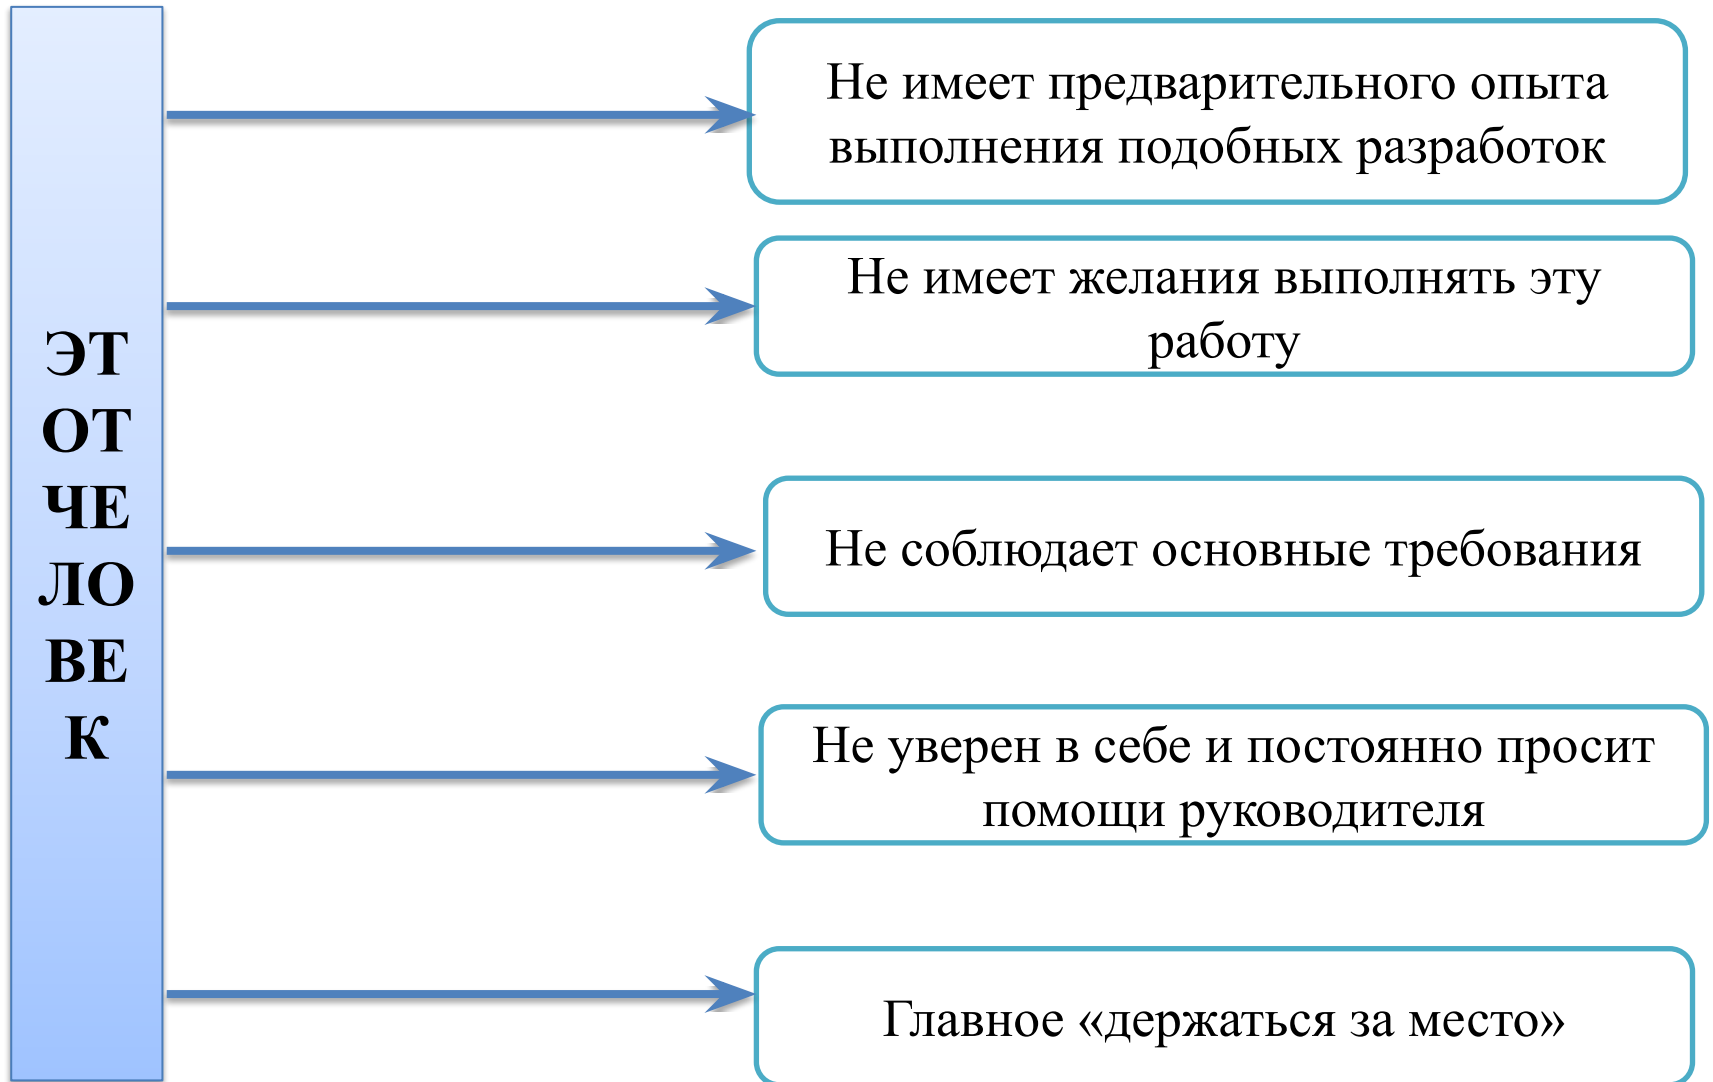 ЭТ
ОТ
ЧЕ
ЛО
ВЕ
К
Не имеет предварительного опыта
выполнения подобных разработок
Не имеет желания выполнять эту
работу
Не соблюдает основные требования
Не уверен в себе и постоянно просит
помощи руководителя
Главное «держаться за место»